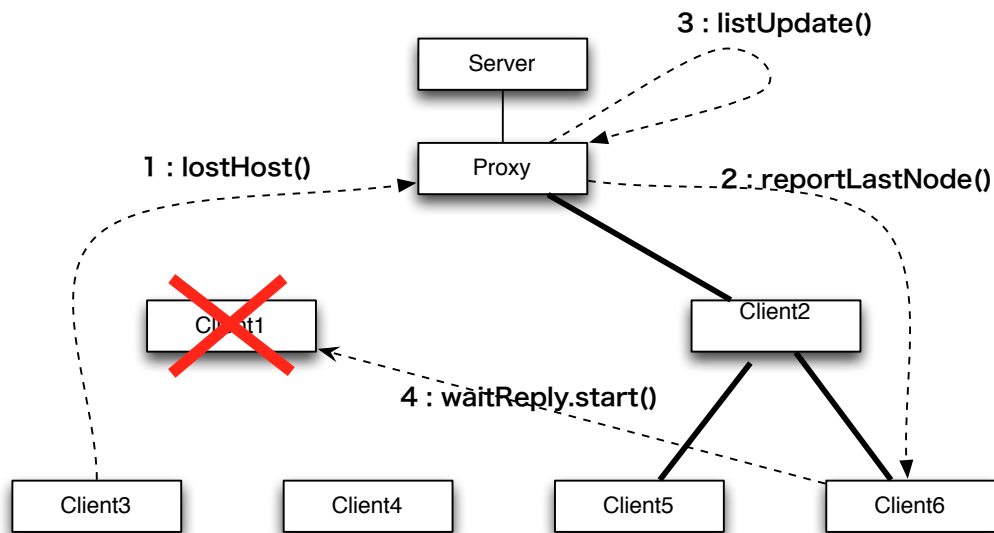 3 : listUpdate()
Server
1 : lostHost()
Proxy
2 : reportLastNode()
Client1
Client2
4 : waitReply.start()
Client3
Client4
Client5
Client6